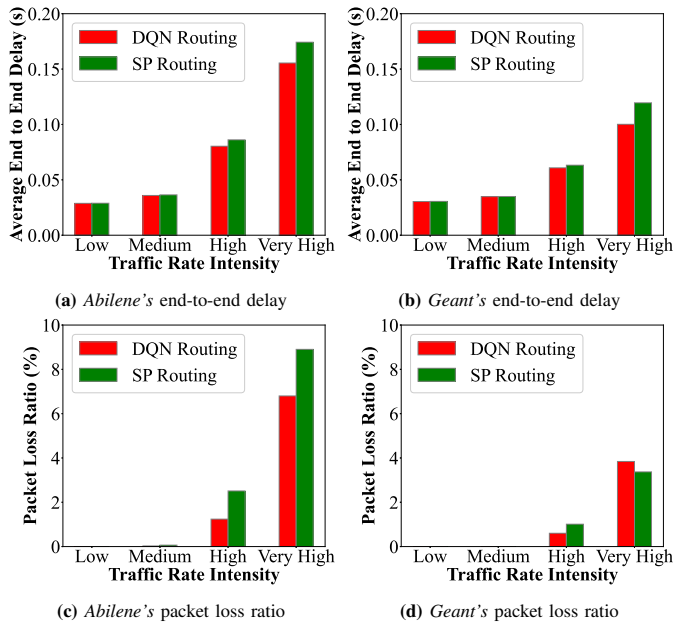 Average End to End Delay (s)
0.20
0.15
0.10
0.05
0.00
DQN Routing
SP Routing
Low Medium High Very High
Traffic Rate Intensity
(a) Abilene's end-to-end delay
Average End to End Delay (s)
0.20
0.15
0.10
0.05
0.00
DQN Routing
SP Routing
Low Medium High Very High
Traffic Rate Intensity
(b) Geant's end-to-end delay
Packet Loss Ratio (%)
10
8
6
4
2
0
DQN Routing
SP Routing
Low Medium High Very High
Traffic Rate Intensity
(c) Abilene's packet loss ratio
Packet Loss Ratio (%)
10
8
6
4
2
0
DQN Routing
SP Routing
Low Medium High Very High
Traffic Rate Intensity
(d) Geant's packet loss ratio